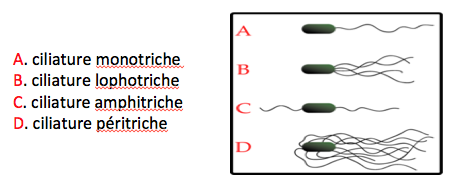 A. ciliature monotriche
B. ciliature lophotriche
C. ciliature amphitriche
D. ciliature péritriche
A
B
C
D